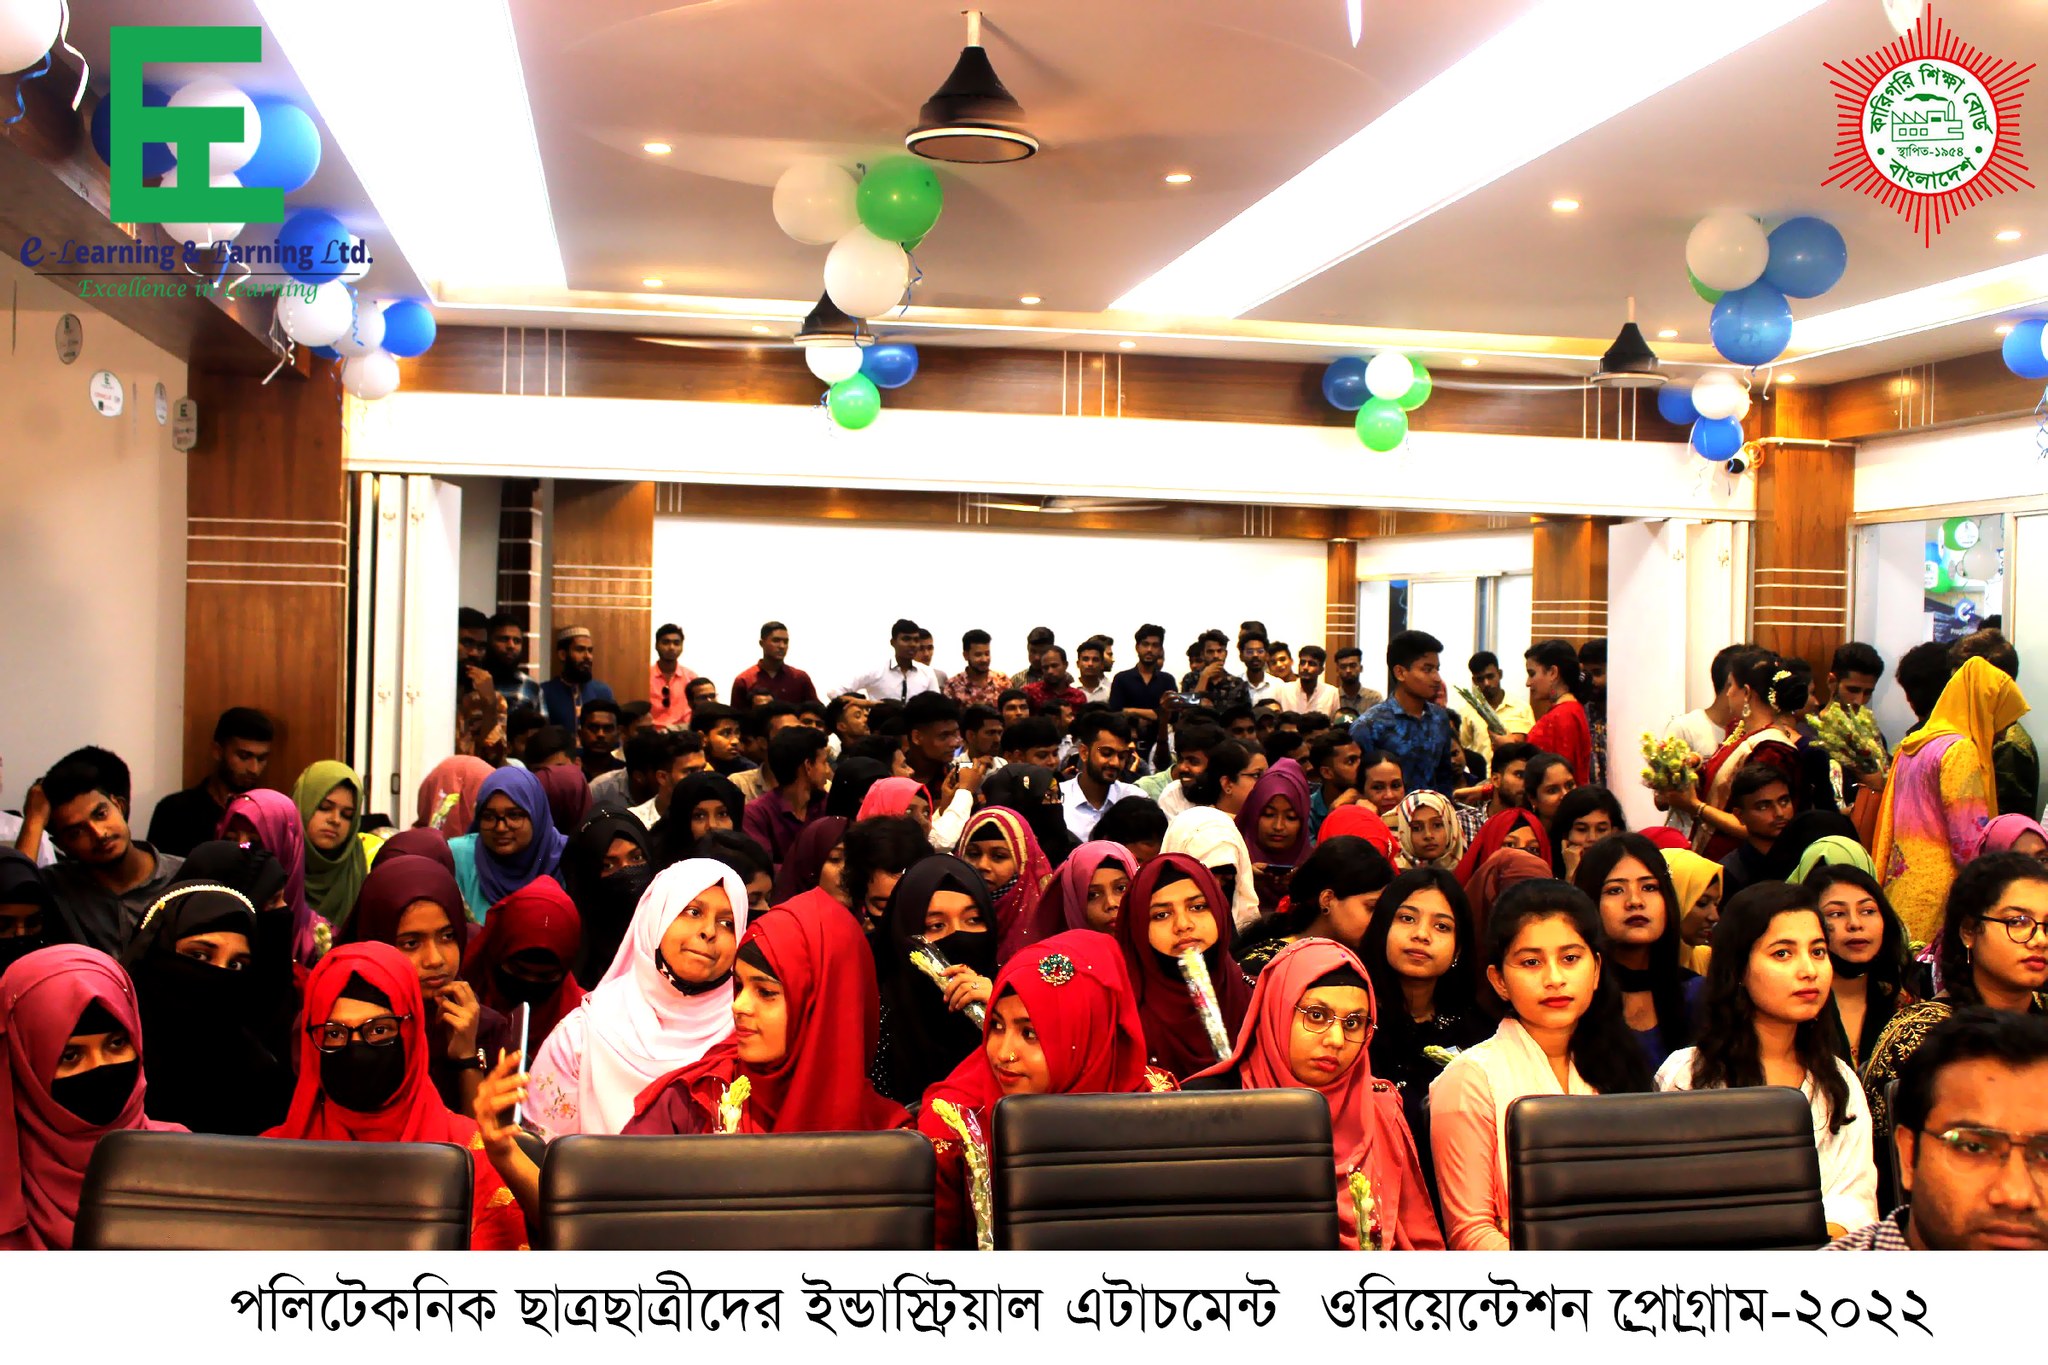 e-Learning & Earning Ltd.
Excellence in Learning
কারিগরি শিক্ষা বোর্ড
স্থাপিত-১৯৫৪
বাংলাদেশ
পলিটেকনিক ছাত্রছাত্রীদের ইন্ডাস্ট্রিয়াল এটাচমেন্ট ওরিয়েন্টেশন প্রোগ্রাম-২০২২